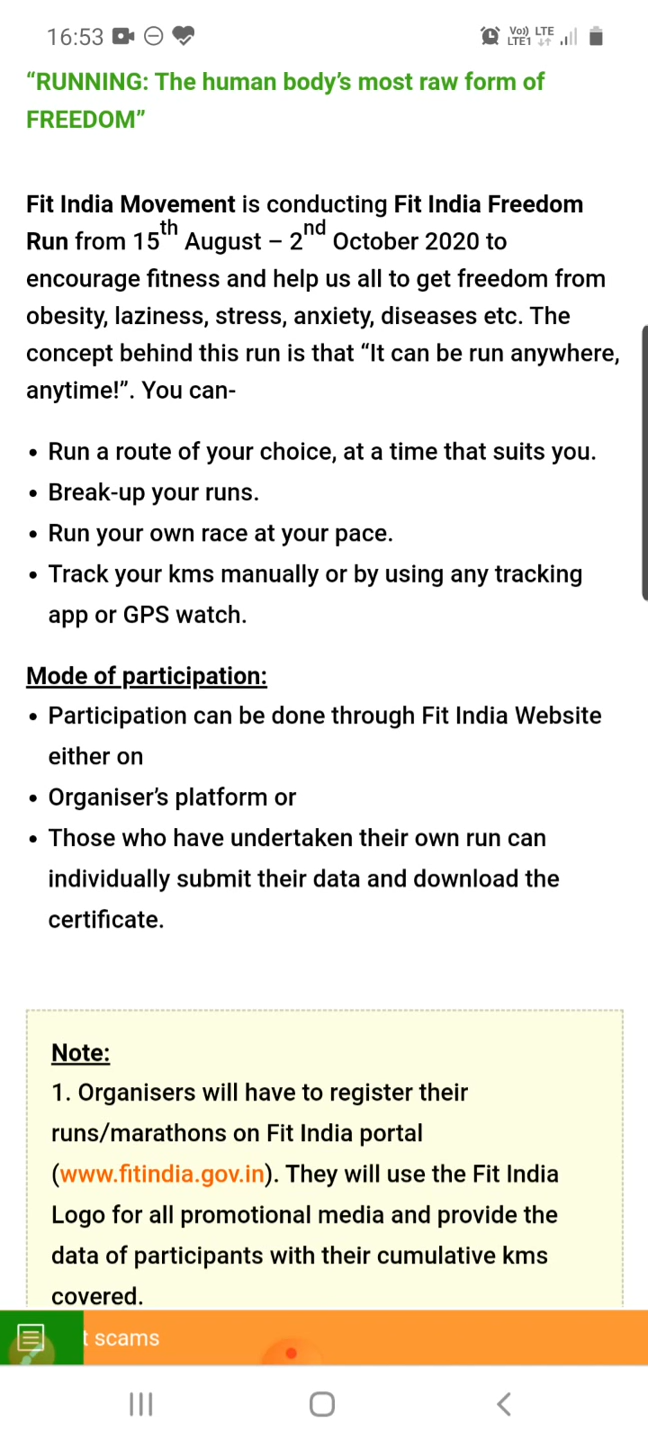 16:53
Vo)) LTE
LTE1
“RUNNING: The human body’s most raw form of
FREEDOM”
Fit India Movement is conducting Fit India Freedom
Run from 15th August – 2nd October 2020 to
encourage fitness and help us all to get freedom from
obesity, laziness, stress, anxiety, diseases etc. The
concept behind this run is that “It can be run anywhere,
anytime!”. You can-
• Run a route of your choice, at a time that suits you.
• Break-up your runs.
• Run your own race at your pace.
• Track your kms manually or by using any tracking
app or GPS watch.
Mode of participation:
• Participation can be done through Fit India Website
either on
• Organiser’s platform or
• Those who have undertaken their own run can
individually submit their data and download the
certificate.
Note:
1. Organisers will have to register their
runs/marathons on Fit India portal
(www.fitindia.gov.in). They will use the Fit India
Logo for all promotional media and provide the
data of participants with their cumulative kms
covered.
t scams